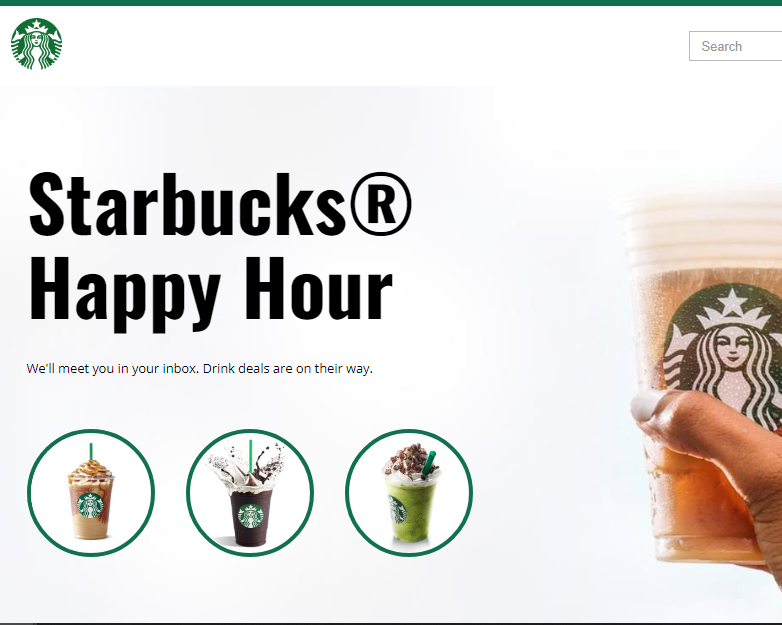 Search
Starbucks®
Happy Hour
We'll meet you in your inbox. Drink deals are on their way.